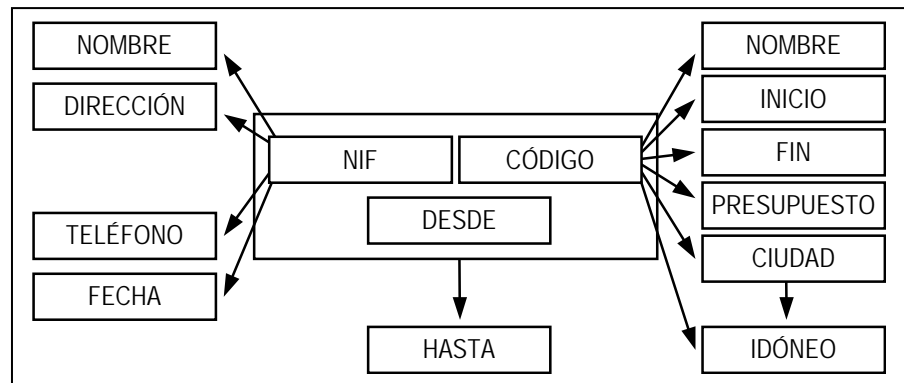 NOMBRE
DIRECCIÓN
TELÉFONO
FECHA
NIF
CÓDIGO
DESDE
HASTA
NOMBRE
INICIO
FIN
PRESUPUESTO
CIUDAD
IDÓNEO